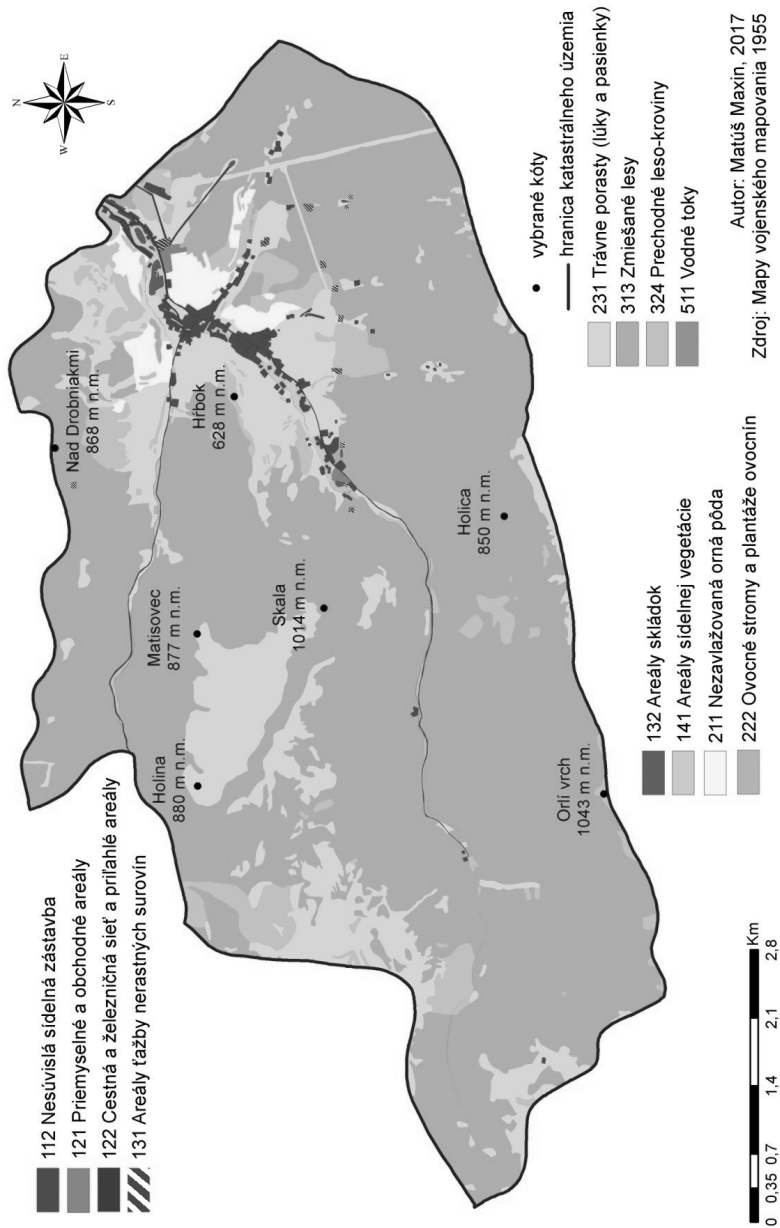 112 Nesúvislá sídelná zástavba
121 Priemyselné a obchodné areály
122 Cestná a železničná sieť a priľahlé areály
131 Areály ťažby nerastných surovín
N
W
E
S
Nad Drobniakmi
868 m n.m.
Hŕbok
628 m n.m.
Matisovec
877 m n.m.
Holina
880 m n.m.
Skala
1014 m n.m.
Holica
850 m n.m.
Orlí vrch
1043 m n.m.
132 Areály skládok
141 Areály sídelnej vegetácie
211 Nezavlažovaná orná pôda
222 Ovocné stromy a plantáže ovocnín
vybrané kóty
hranica katastrálneho územia
231 Trávne porasty (lúky a pasienky)
313 Zmiešané lesy
324 Prechodné leso-kroviny
511 Vodné toky
0 0,35 0,7 1,4 2,1 2,8
Km
Autor: Matúš Maxin, 2017
Zdroj: Mapy vojenského mapovania 1955